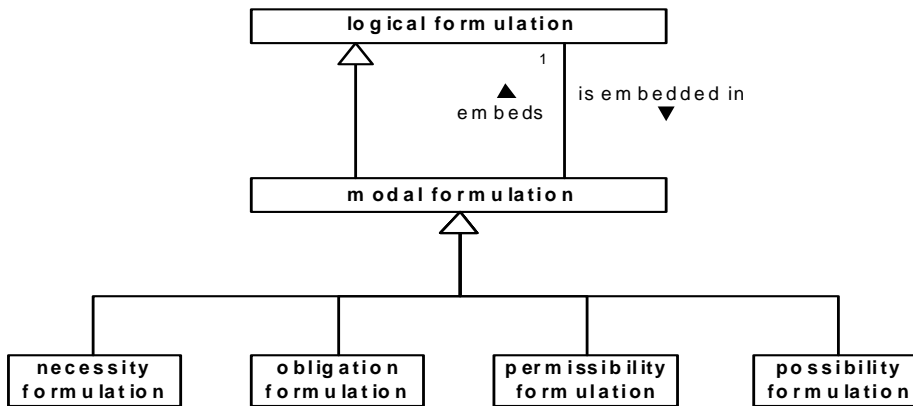 logical formulation
1
is embedded in
embeds
modal formulation
necessity
formulation
obligation
formulation
permissibility
formulation
possibility
formulation